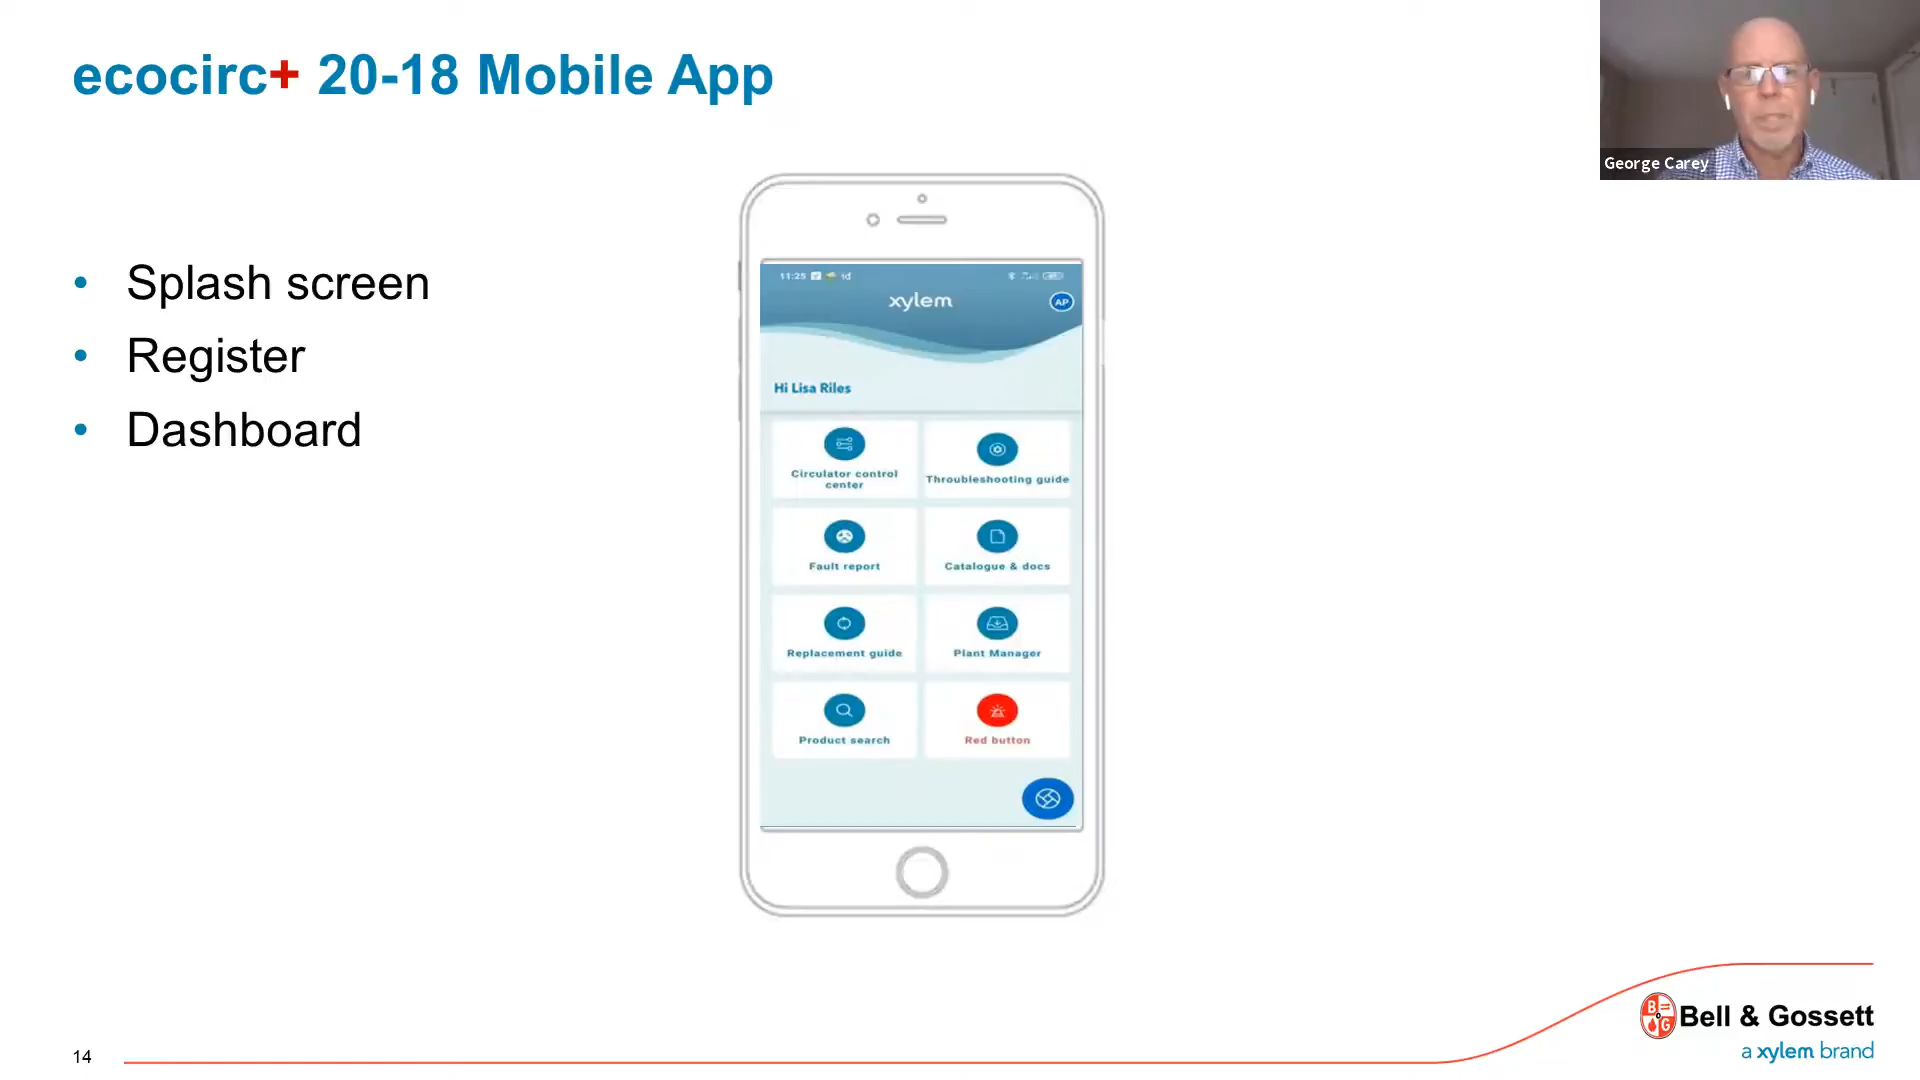 ecocirc+ 20-18 Mobile App
George Carey
• Splash screen
• Register
• Dashboard
11:25
xylem
AP
Hi Lisa Riles
Circulator control
center
Throubleshooting guide
Fault report
Catalogue & docs
Replacement guide
Plant Manager
Product search
Red button
B G
Bell & Gossett
a xylem brand
14